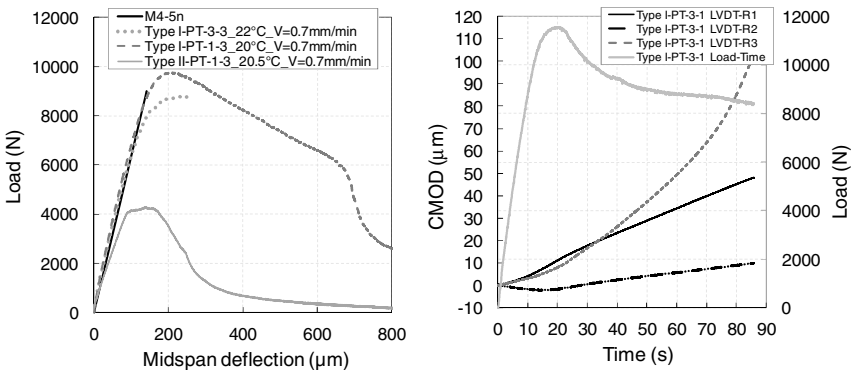 M4-5n
Type I-PT-3-3_22°C_V=0.7mm/min
Type I-PT-1-3_20°C_V=0.7mm/min
Type II-PT-1-3_20.5°C_V=0.7mm/min
12000
10000
8000
6000
4000
2000
0
Load (N)
0 200 400 600 800
Midspan deflection (µm)
Type I-PT-3-1 LVDT-R1
Type I-PT-3-1 LVDT-R2
Type I-PT-3-1 LVDT-R3
Type I-PT-3-1 Load-Time
120
110
100
90
80
70
60
50
40
30
20
10
0
-10
CMOD (µm)
12000
10000
8000
6000
4000
2000
0
Load (N)
0 10 20 30 40 50 60 70 80 90
Time (s)